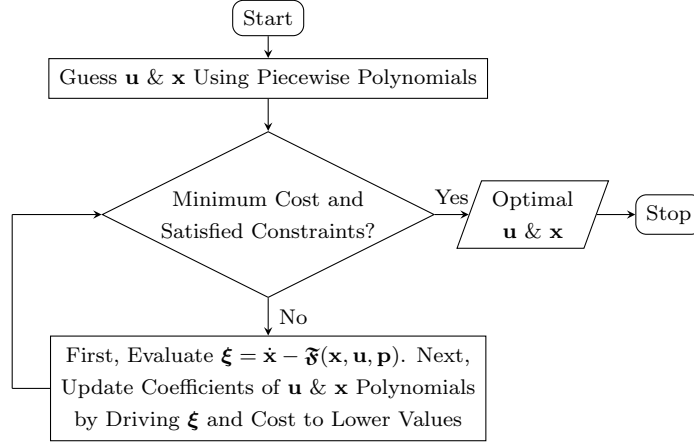 Start
Guess u & x Using Piecewise Polynomials
Minimum Cost and
Satisfied Constraints?
Yes
Optimal
u & x
Stop
No
First, Evaluate ξ = ẋ − 𝕱(x, u, p). Next,
Update Coefficients of u & x Polynomials
by Driving ξ and Cost to Lower Values